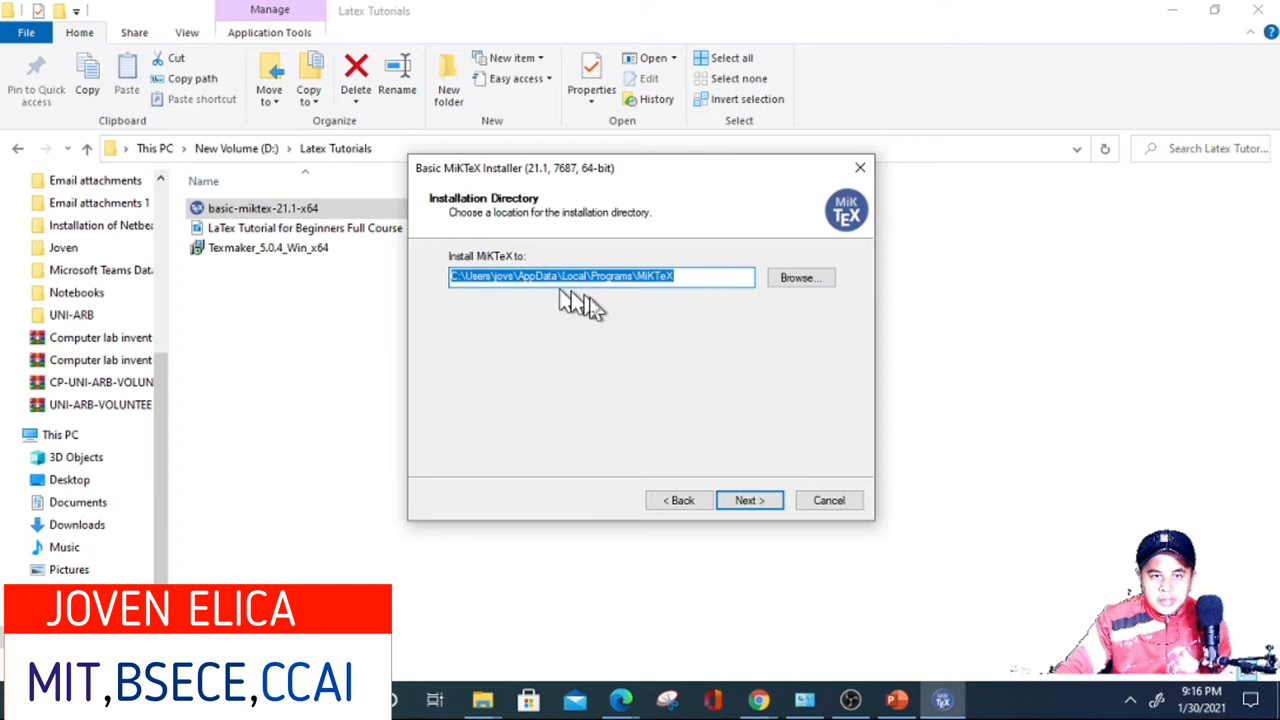 Manage
Latex Tutorials
File
Home
Share
View
Application Tools
Pin to Quick access
Copy
Paste
Cut
Copy path
Paste shortcut
Move to
Copy to
Delete
Rename
New folder
New item
Easy access
Properties
Open
Edit
History
Select all
Select none
Invert selection
Clipboard
Organize
New
Open
Select
This PC
New Volume (D:)
Latex Tutorials
Search Latex Tutor...
Email attachments
Email attachments 1
Installation of Netbea
Joven
Microsoft Teams Data
Notebooks
UNI-ARB
Computer lab invent
Computer lab invent
CP-UNI-ARB-VOLUN
UNI-ARB-VOLUNTEE
This PC
3D Objects
Desktop
Documents
Downloads
Music
Pictures
Name
basic-miktex-21.1-x64
LaTex Tutorial for Beginners Full Course
Texmaker_5.0.4_Win_x64
Basic MiKTeX Installer (21.1, 7687, 64-bit)
Installation Directory
Choose a location for the installation directory.
MiK
TEX
Install MiKTeX to:
C:\Users\jovs\AppData\Local\Programs\MiKTeX
Browse...
< Back
Next >
Cancel
JOVEN ELICA
MIT,BSECE,CCAI
9:16 PM
1/30/2021